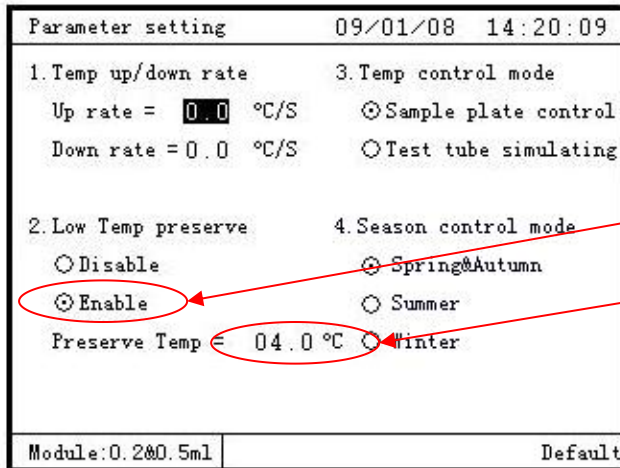 Parameter setting 09/01/08 14:20:09
1.Temp up/down rate
Up rate = 0.0 °C/S
Down rate = 0.0 °C/S
3.Temp control mode
Sample plate control
Test tube simulating
2.Low Temp preserve
Disable
Enable
Preserve Temp = 04.0 °C
4.Season control mode
Spring&Autumn
Summer
Winter
Module:0.2&0.5ml Default